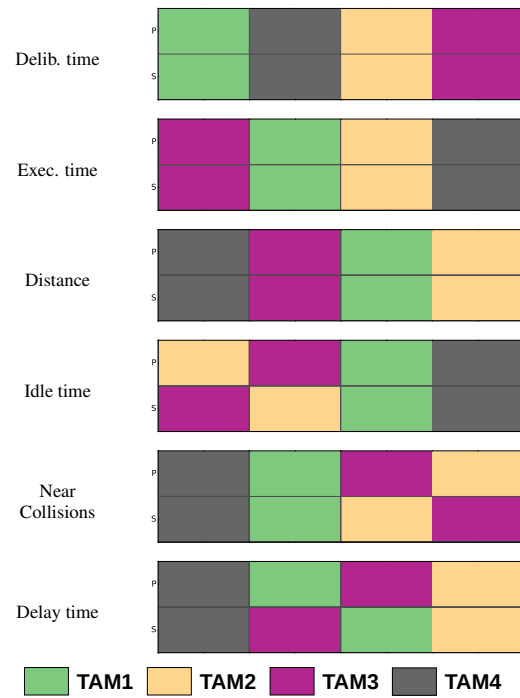 P
Delib. time
S
P
Exec. time
S
P
Distance
S
P
Idle time
S
P
Near
Collisions
S
P
Delay time
S
TAM1 TAM2 TAM3 TAM4